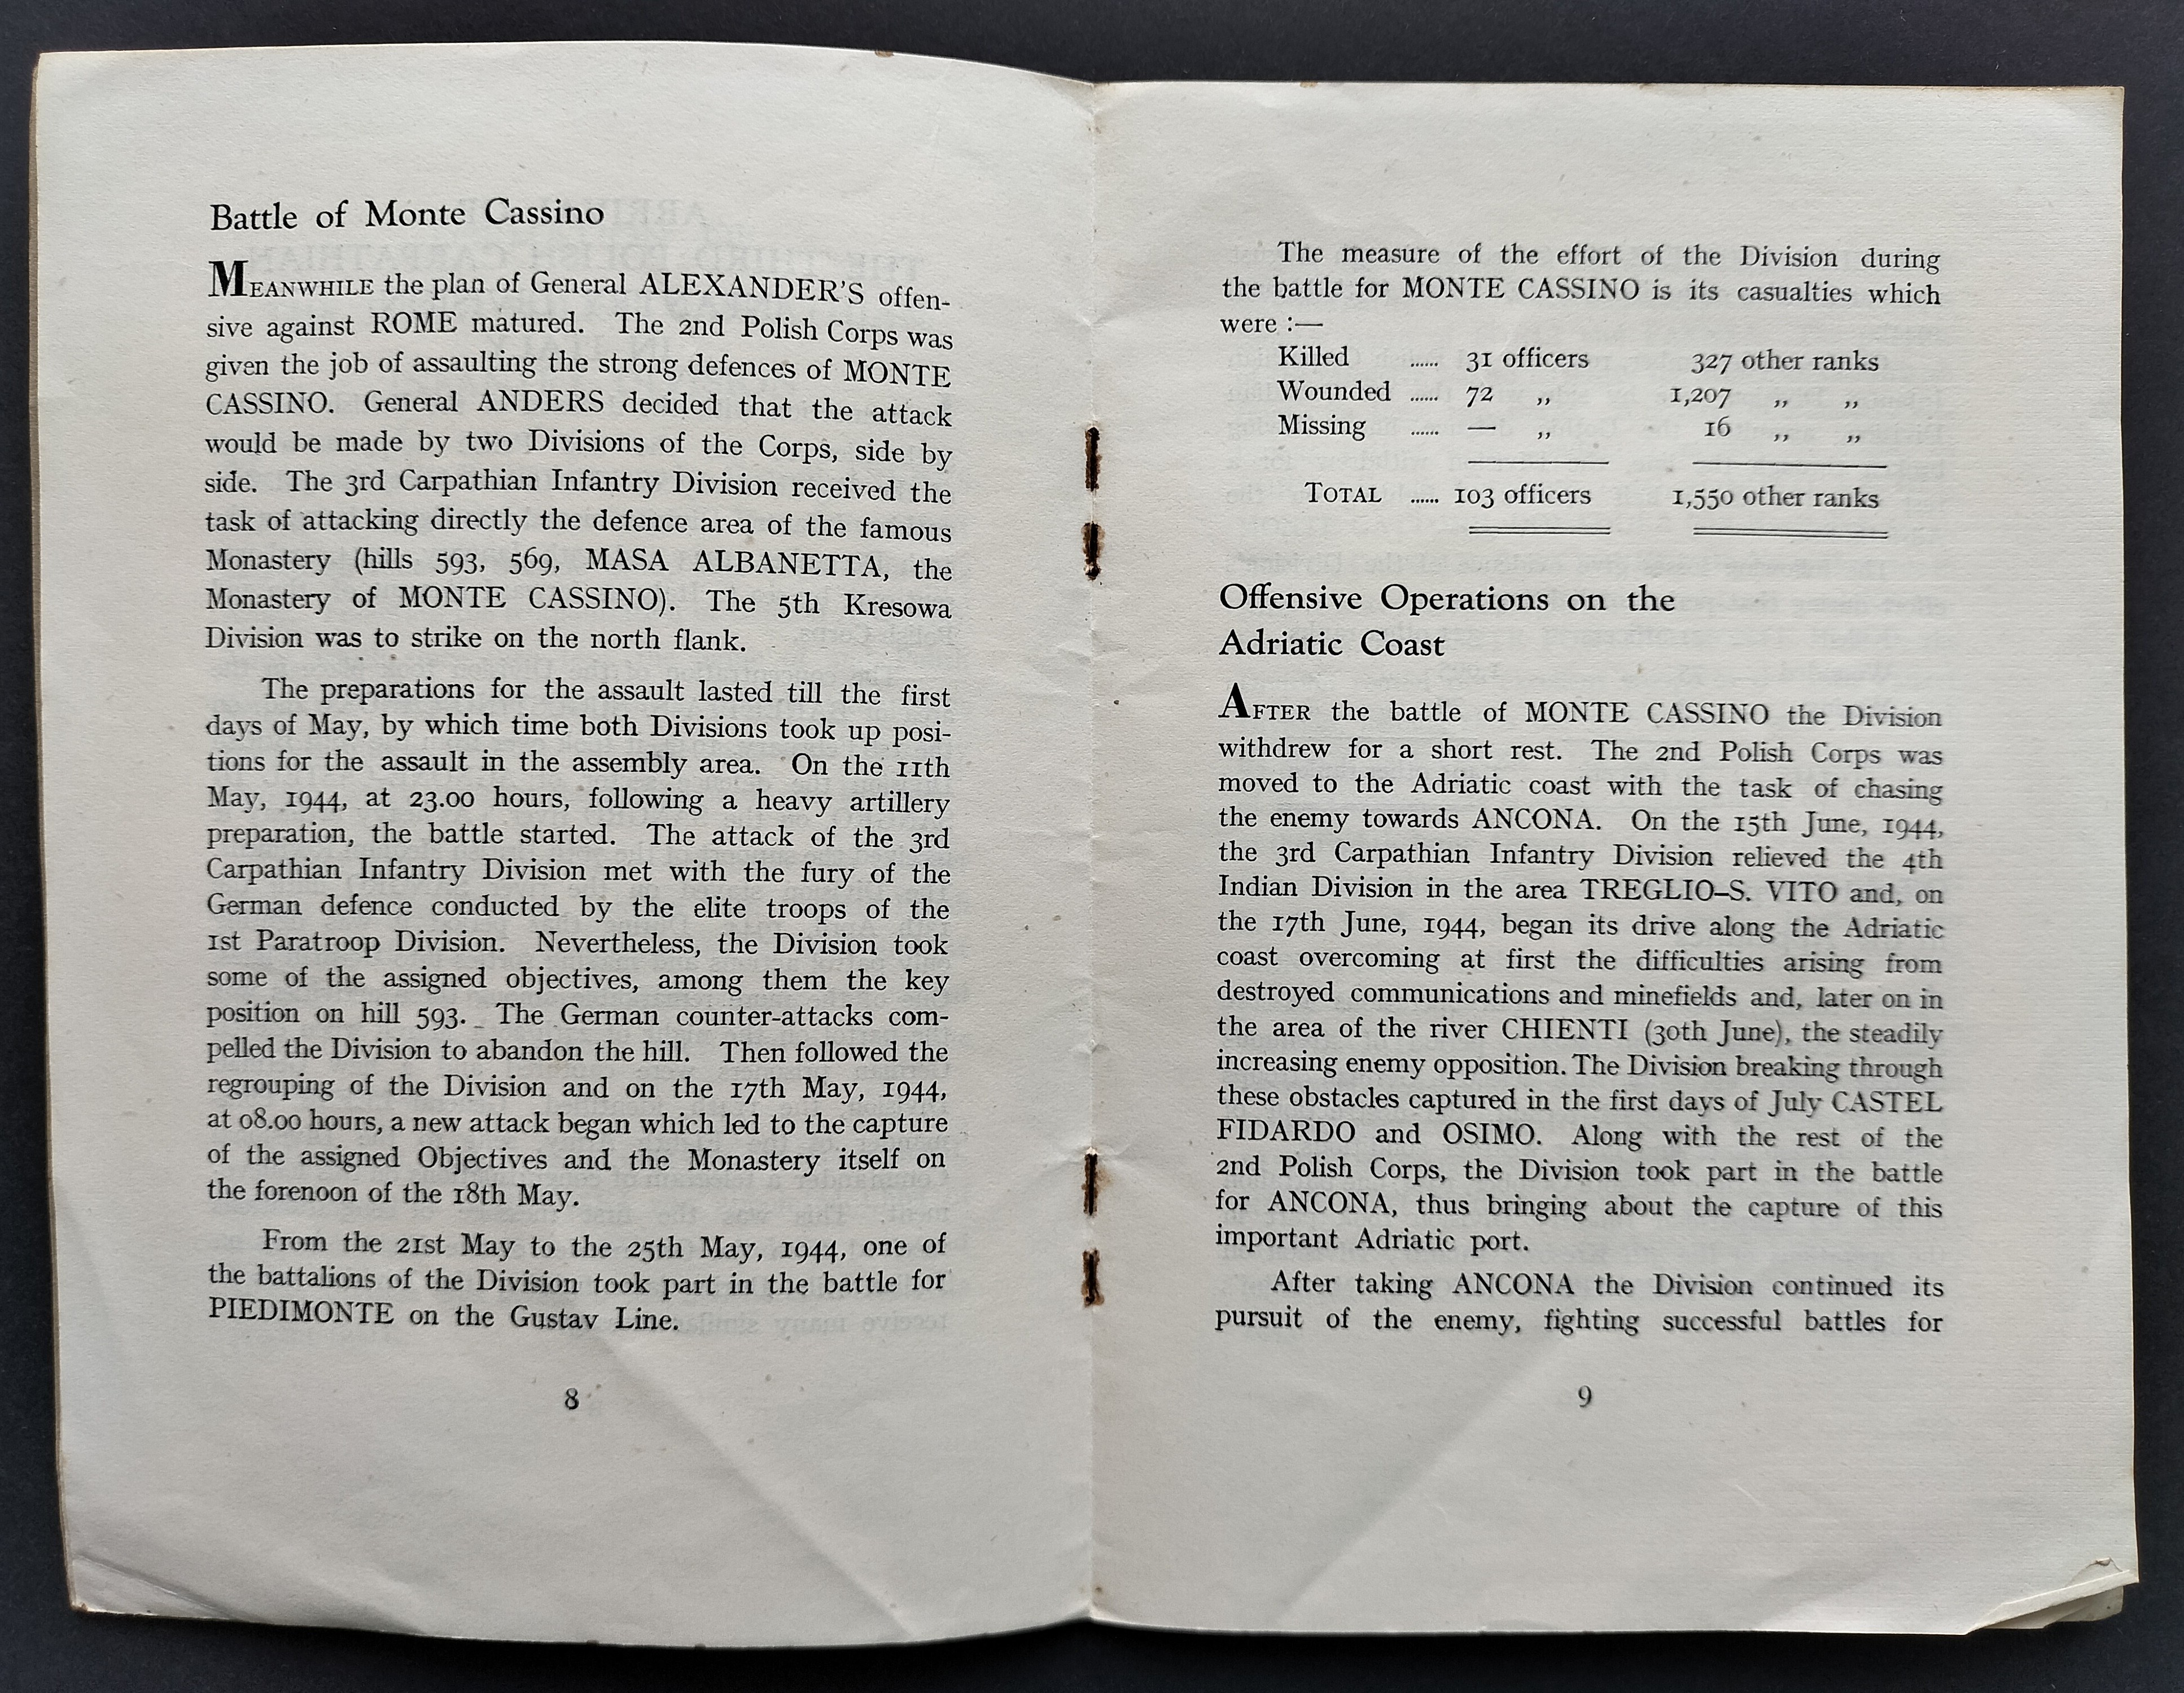 Battle of Monte Cassino
MEANWHILE the plan of General ALEXANDER'S offen-
sive against ROME matured. The 2nd Polish Corps was
given the job of assaulting the strong defences of MONTE
CASSINO. General ANDERS decided that the attack
would be made by two Divisions of the Corps, side by
side. The 3rd Carpathian Infantry Division received the
task of attacking directly the defence area of the famous
Monastery (hills 593, 569, MASA ALBANETTA, the
Monastery of MONTE CASSINO). The 5th Kresowa
Division was to strike on the north flank.
The preparations for the assault lasted till the first
days of May, by which time both Divisions took up posi-
tions for the assault in the assembly area. On the 11th
May, 1944, at 23.00 hours, following a heavy artillery
preparation, the battle started. The attack of the 3rd
Carpathian Infantry Division met with the fury of the
German defence conducted by the elite troops of the
1st Paratroop Division. Nevertheless, the Division took
some of the assigned objectives, among them the key
position on hill 593. The German counter-attacks com-
pelled the Division to abandon the hill. Then followed the
regrouping of the Division and on the 17th May, 1944,
at 08.00 hours, a new attack began which led to the capture
of the assigned Objectives and the Monastery itself on
the forenoon of the 18th May.
From the 21st May to the 25th May, 1944, one of
the battalions of the Division took part in the battle for
PIEDIMONTE on the Gustav Line.
8
The measure of the effort of the Division during
the battle for MONTE CASSINO is its casualties which
were :—
Killed ...... 31 officers 327 other ranks
Wounded ...... 72 ,, 1,207 ,, ,,
Missing ...... — ,, 16 ,, ,,
TOTAL ...... 103 officers 1,550 other ranks
Offensive Operations on the
Adriatic Coast
AFTER the battle of MONTE CASSINO the Division
withdrew for a short rest. The 2nd Polish Corps was
moved to the Adriatic coast with the task of chasing
the enemy towards ANCONA. On the 15th June, 1944,
the 3rd Carpathian Infantry Division relieved the 4th
Indian Division in the area TREGLIO–S. VITO and, on
the 17th June, 1944, began its drive along the Adriatic
coast overcoming at first the difficulties arising from
destroyed communications and minefields and, later on in
the area of the river CHIENTI (30th June), the steadily
increasing enemy opposition. The Division breaking through
these obstacles captured in the first days of July CASTEL
FIDARDO and OSIMO. Along with the rest of the
2nd Polish Corps, the Division took part in the battle
for ANCONA, thus bringing about the capture of this
important Adriatic port.
After taking ANCONA the Division continued its
pursuit of the enemy, fighting successful battles for
9